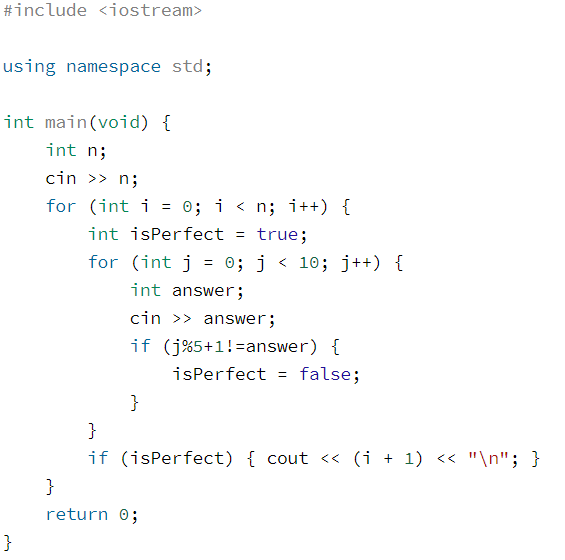 #include <iostream>

using namespace std;

int main(void) {
    int n;
    cin >> n;
    for (int i = 0; i < n; i++) {
        int isPerfect = true;
        for (int j = 0; j < 10; j++) {
            int answer;
            cin >> answer;
            if (j%5+1!=answer) {
                isPerfect = false;
            }
        }
        if (isPerfect) { cout << (i + 1) << "\n"; }
    }
    return 0;
}